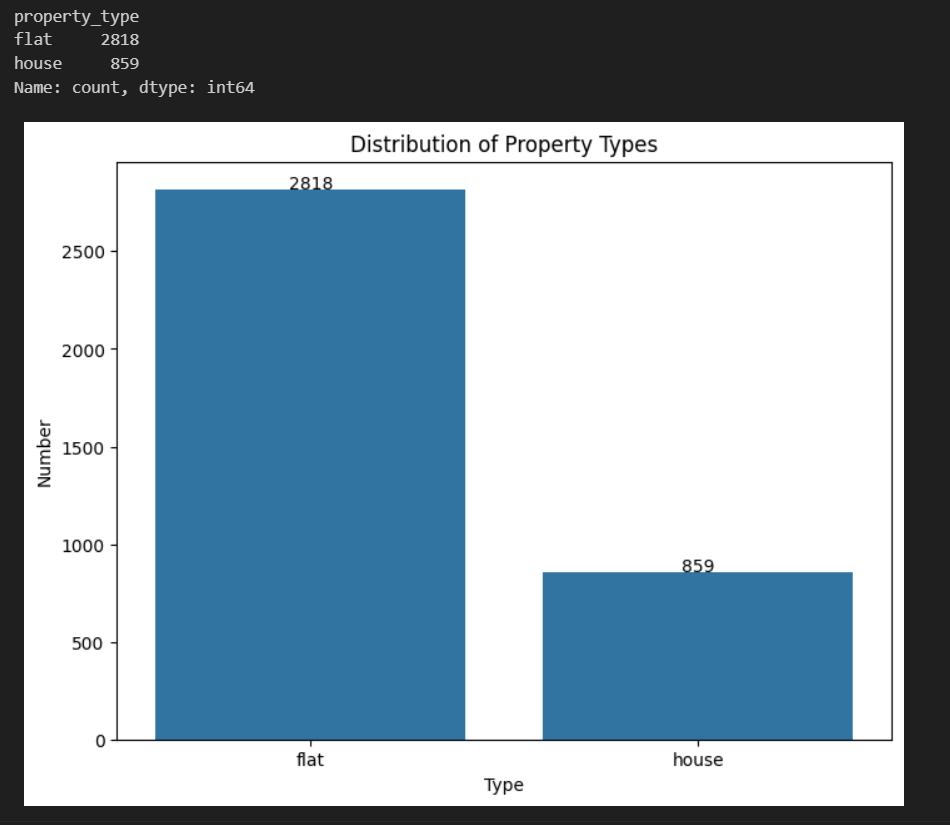 property_type
flat     2818
house     859
Name: count, dtype: int64
Distribution of Property Types
2818
2500
2000
Number
1500
1000
859
500
0
flat
house
Type